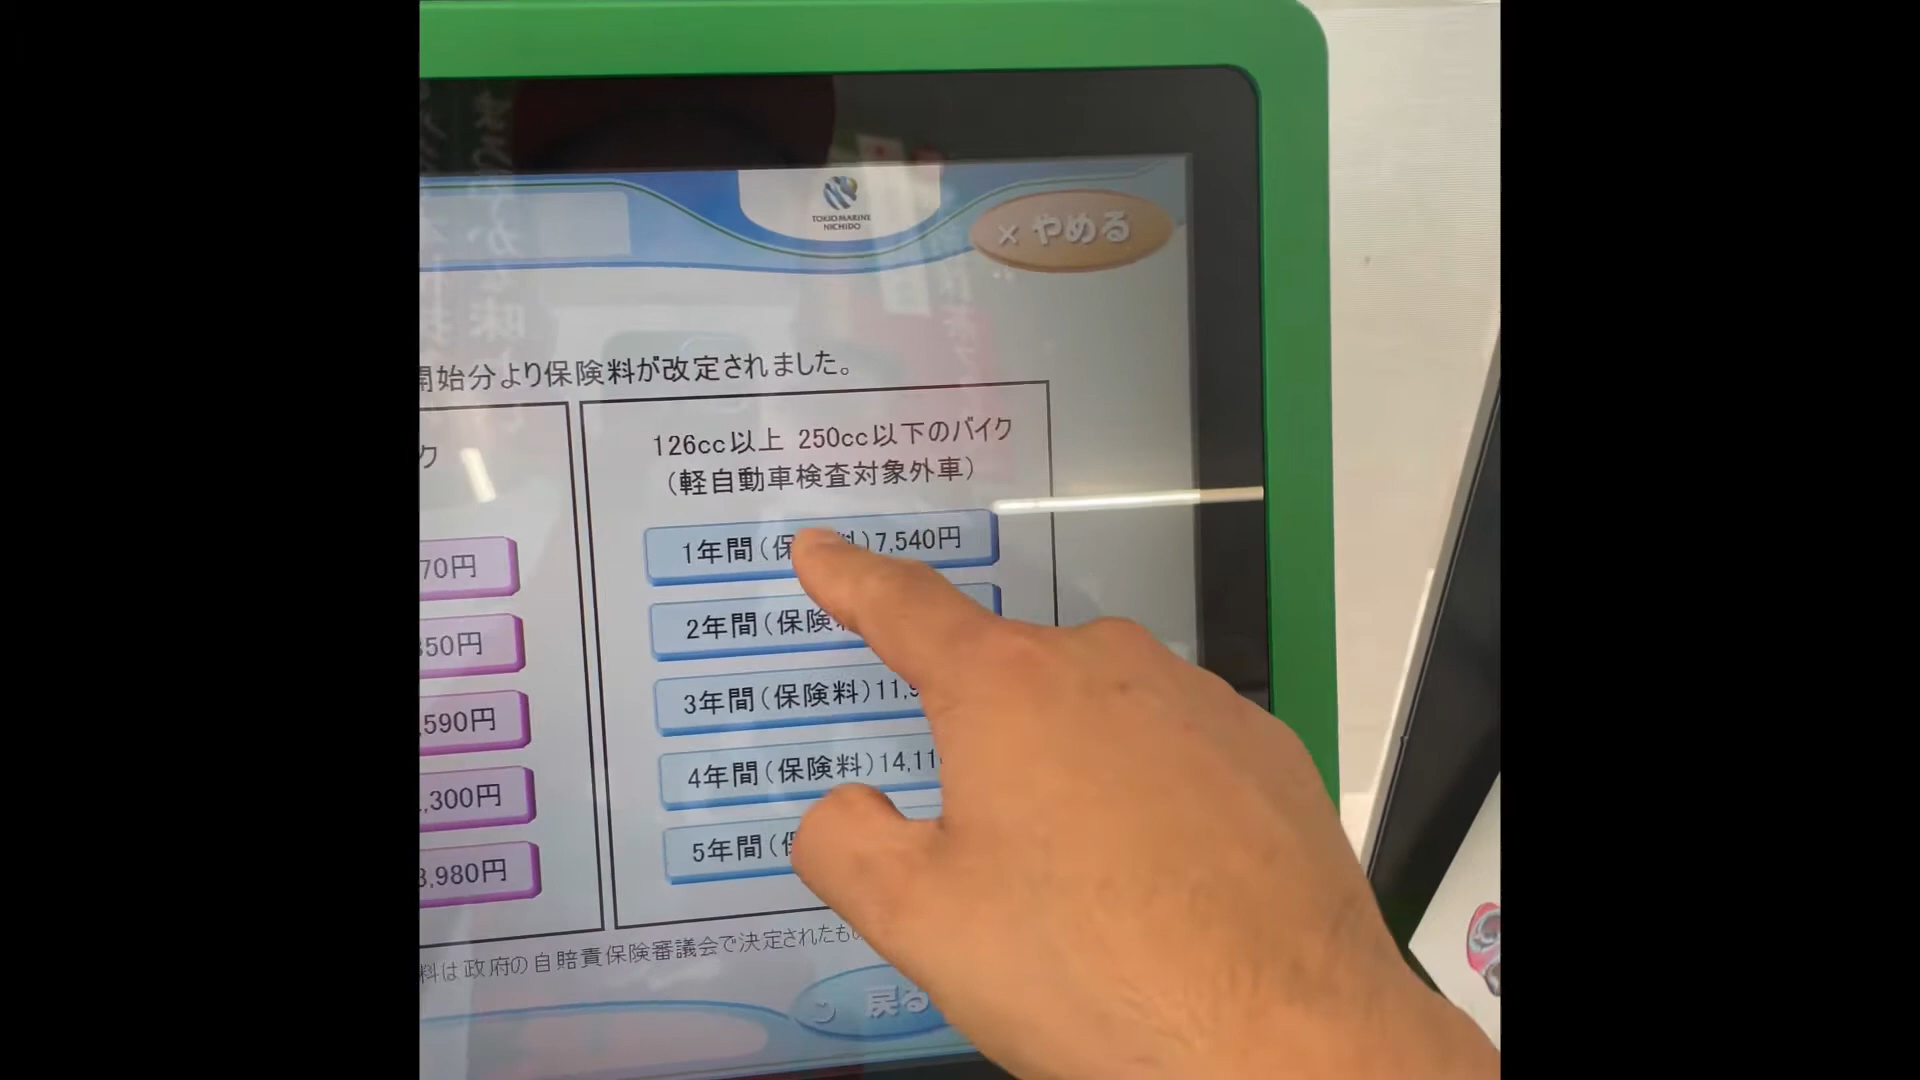 TOKIO MARINE
NICHIDO
× やめる
開始分より保険料が改定されました。
ク
70円
350円
,590円
,300円
3,980円
126cc以上 250cc以下のバイク
(軽自動車検査対象外車)
1年間(保険料)7,540円
2年間(保険料
3年間(保険料)11,9
4年間(保険料)14,11
5年間(保
料は政府の自賠責保険審議会で決定されたもの
戻る